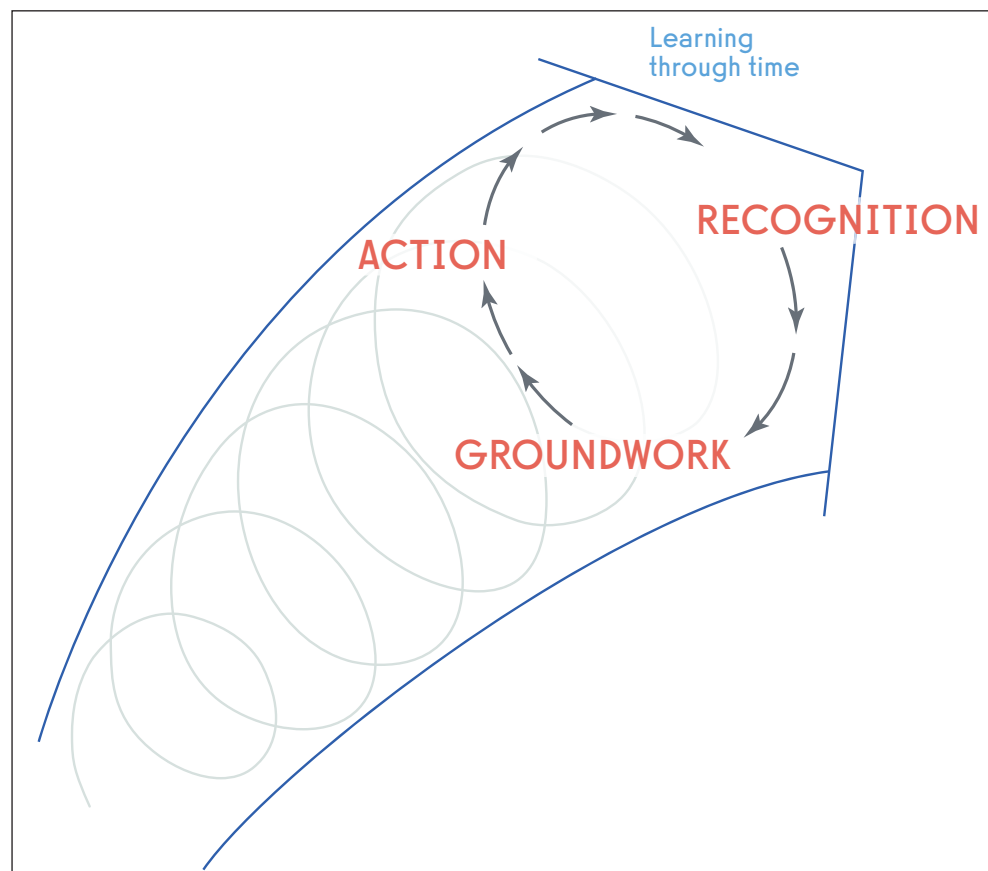 Learning
through time
RECOGNITION
ACTION
GROUNDWORK